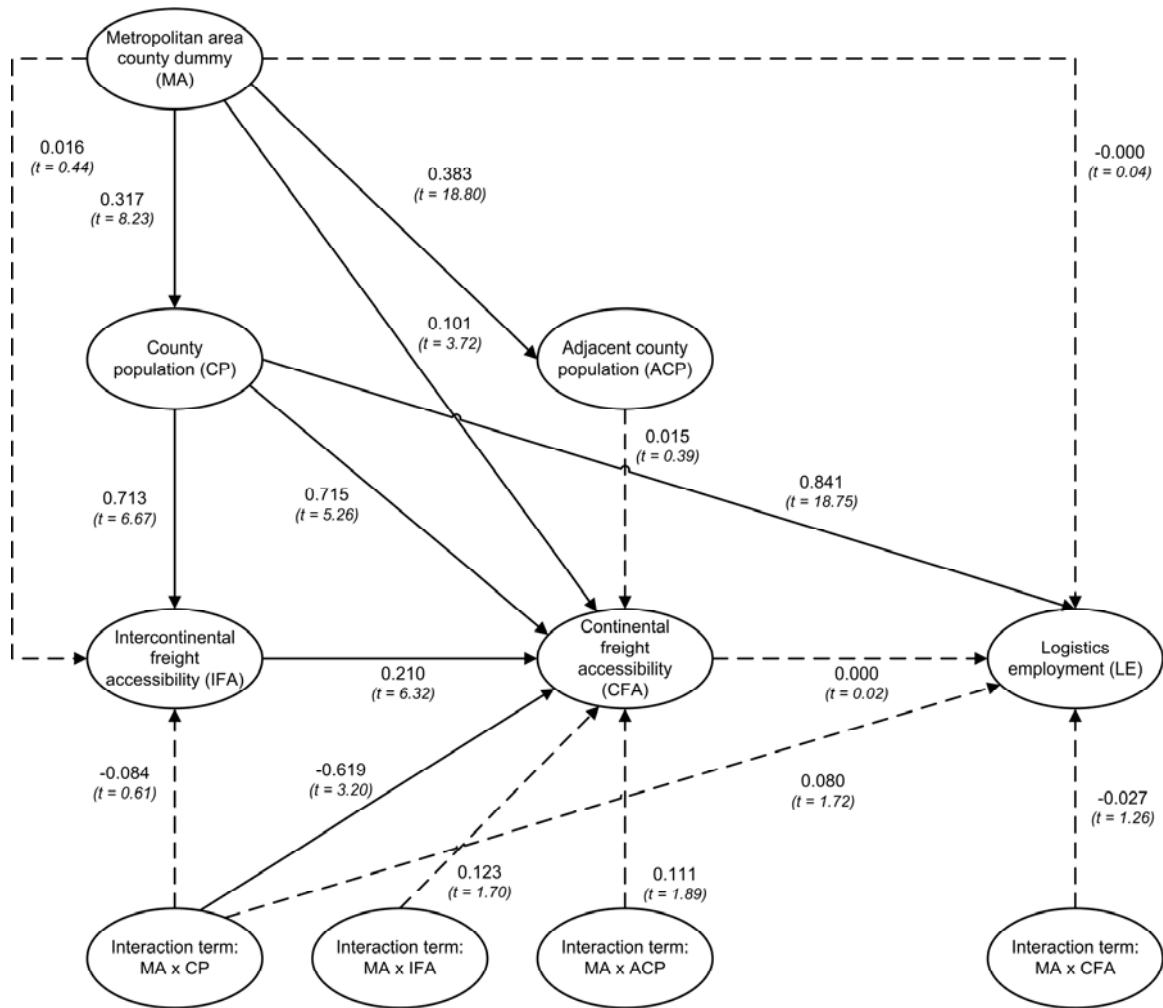 Metropolitan area
county dummy
(MA)
0.016
(t = 0.44)
-0.000
(t = 0.04)
0.383
(t = 18.80)
0.317
(t = 8.23)
0.101
(t = 3.72)
County
population (CP)
Adjacent county
population (ACP)
0.015
(t = 0.39)
0.841
(t = 18.75)
0.713
(t = 6.67)
0.715
(t = 5.26)
Intercontinental
freight
accessibility (IFA)
Continental
freight
accessibility
(CFA)
Logistics
employment (LE)
0.210
(t = 6.32)
0.000
(t = 0.02)
-0.084
(t = 0.61)
-0.619
(t = 3.20)
0.080
(t = 1.72)
-0.027
(t = 1.26)
0.123
(t = 1.70)
0.111
(t = 1.89)
Interaction term:
MA x CP
Interaction term:
MA x IFA
Interaction term:
MA x ACP
Interaction term:
MA x CFA